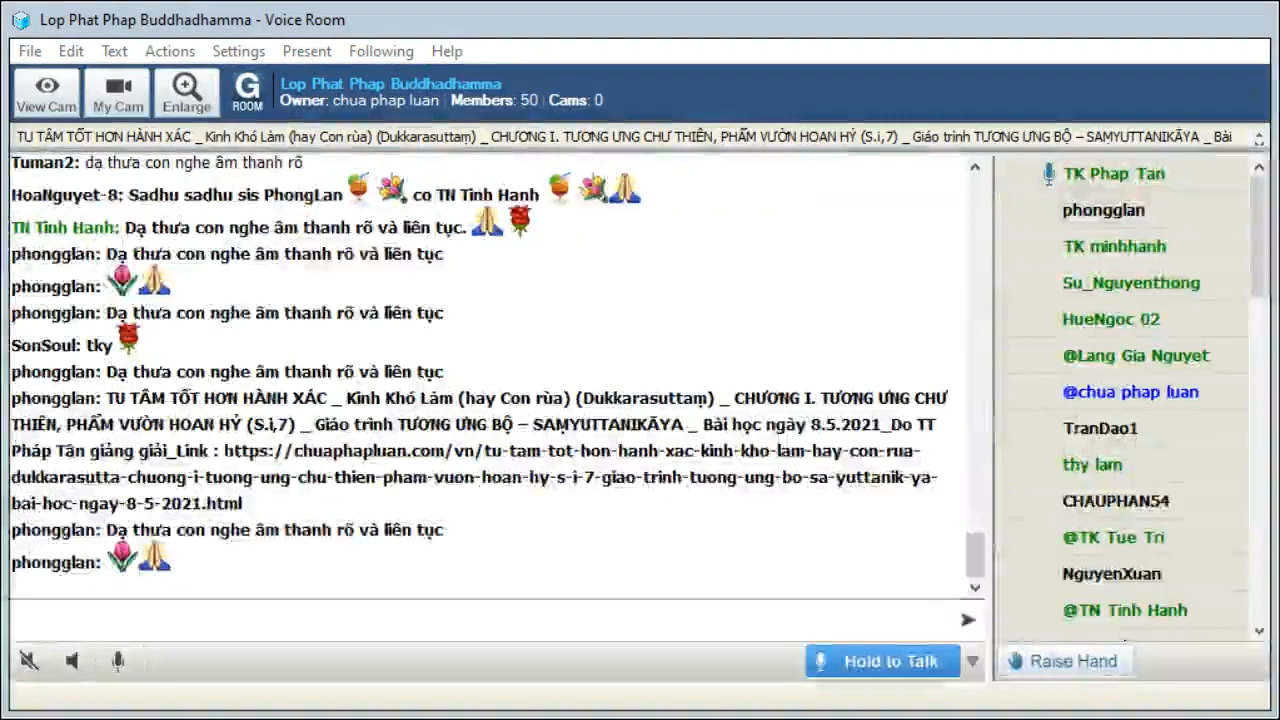 Lop Phat Phap Buddhadhamma - Voice Room
File Edit Text Actions Settings Present Following Help
View Cam My Cam Enlarge G ROOM
Lop Phat Phap Buddhadhamma
Owner: chua phap luan Members: 50 Cams: 0
TU TÂM TỐT HƠN HÀNH XÁC _ Kinh Khó Làm (hay Con rùa) (Dukkarasuttaṃ) _ CHƯƠNG I. TƯƠNG ƯNG CHƯ THIÊN, PHẨM VƯỜN HOAN HỶ (S.i,7) _ Giáo trình TƯƠNG ƯNG BỘ – SAṂYUTTANIKĀYA _ Bài
Tuman2: dạ thưa con nghe âm thanh rõ
HoaNguyet-8: Sadhu sadhu sis PhongLan co TN Tinh Hanh
TN Tinh Hanh: Dạ thưa con nghe âm thanh rõ và liên tục.
phongglan: Dạ thưa con nghe âm thanh rõ và liên tục
phongglan:
phongglan: Dạ thưa con nghe âm thanh rõ và liên tục
SonSoul: tky
phongglan: Dạ thưa con nghe âm thanh rõ và liên tục
phongglan: TU TÂM TỐT HƠN HÀNH XÁC _ Kinh Khó Làm (hay Con rùa) (Dukkarasuttaṃ) _ CHƯƠNG I. TƯƠNG ƯNG CHƯ
THIÊN, PHẨM VƯỜN HOAN HỶ (S.i,7) _ Giáo trình TƯƠNG ƯNG BỘ – SAṂYUTTANIKĀYA _ Bài học ngày 8.5.2021_Do TT
Pháp Tân giảng giải_Link : https://chuaphapluan.com/vn/tu-tam-tot-hon-hanh-xac-kinh-kho-lam-hay-con-rua-
dukkarasutta-chuong-i-tuong-ung-chu-thien-pham-vuon-hoan-hy-s-i-7-giao-trinh-tuong-ung-bo-sa-yuttanik-ya-
bai-hoc-ngay-8-5-2021.html
phongglan: Dạ thưa con nghe âm thanh rõ và liên tục
phongglan:
TK Phap Tan
phongglan
TK minhhanh
Su_Nguyenthong
HueNgoc 02
@Lang Gia Nguyet
@chua phap luan
TranDao1
thy lam
CHAUPHAN54
@TK Tue Tri
NguyenXuan
@TN Tinh Hanh
Hold to Talk
Raise Hand